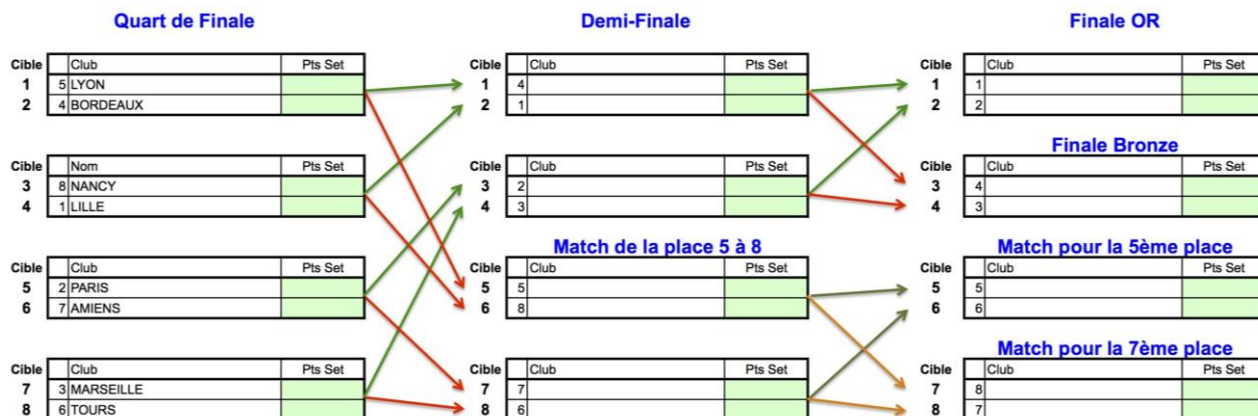 Quart de Finale Demi-Finale Finale OR
Cible Club Pts Set Cible Club Pts Set Cible Club Pts Set
1 5 LYON 1 4 1 1
2 4 BORDEAUX 2 1 2 2
Finale Bronze
Cible Nom Pts Set Cible Club Pts Set Cible Club Pts Set
3 8 NANCY 3 2 3 4
4 1 LILLE 4 3 4 3
Match de la place 5 à 8 Match pour la 5ème place
Cible Club Pts Set Cible Club Pts Set Cible Club Pts Set
5 2 PARIS 5 5 5 5
6 7 AMIENS 6 8 6 6
Match pour la 7ème place
Cible Club Pts Set Cible Club Pts Set Cible Club Pts Set
7 3 MARSEILLE 7 7 7 8
8 6 TOURS 8 6 8 7